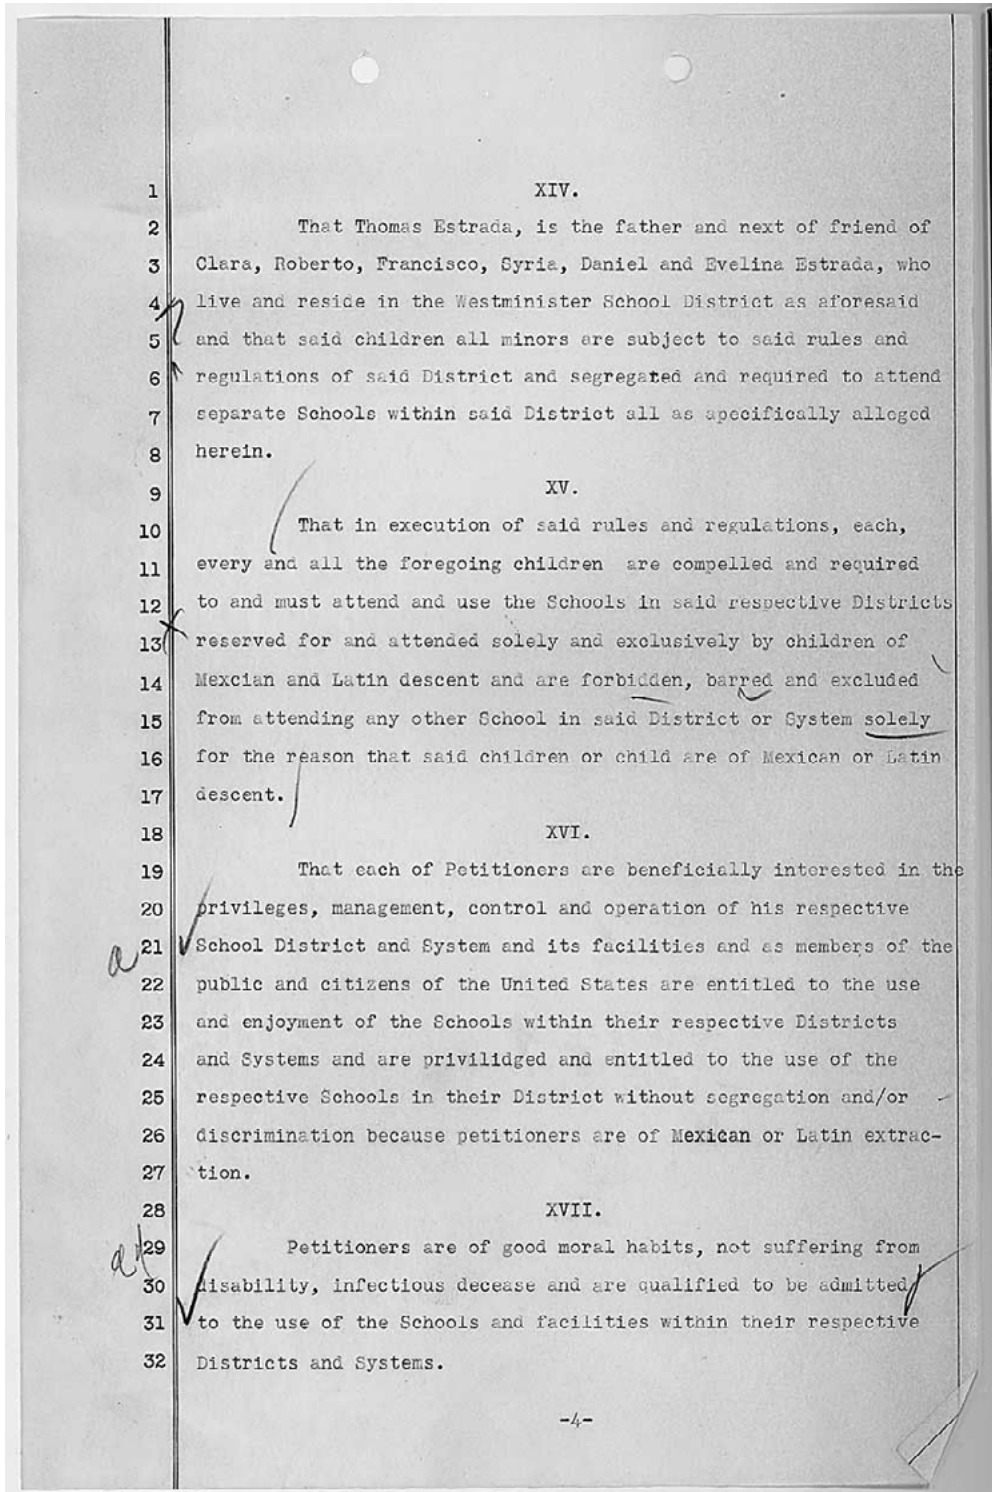 1 XIV.
2 That Thomas Estrada, is the father and next of friend of
3 Clara, Roberto, Francisco, Syria, Daniel and Evelina Estrada, who
4 live and reside in the Westminister School District as aforesaid
5 and that said children all minors are subject to said rules and
6 regulations of said District and segregated and required to attend
7 separate Schools within said District all as specifically alleged
8 herein.
9 XV.
10 That in execution of said rules and regulations, each,
11 every and all the foregoing children are compelled and required
12 to and must attend and use the Schools in said respective Districts
13 reserved for and attended solely and exclusively by children of
14 Mexcian and Latin descent and are forbidden, barred and excluded
15 from attending any other School in said District or System solely
16 for the reason that said children or child are of Mexican or Latin
17 descent.
18 XVI.
19 That each of Petitioners are beneficially interested in the
20 privileges, management, control and operation of his respective
a 21 School District and System and its facilities and as members of the
22 public and citizens of the United States are entitled to the use
23 and enjoyment of the Schools within their respective Districts
24 and Systems and are privilidged and entitled to the use of the
25 respective Schools in their District without segregation and/or
26 discrimination because petitioners are of Mexican or Latin extrac-
27 tion.
28 XVII.
29 Petitioners are of good moral habits, not suffering from
30 disability, infectious decease and are qualified to be admitted
31 to the use of the Schools and facilities within their respective
32 Districts and Systems.
-4-